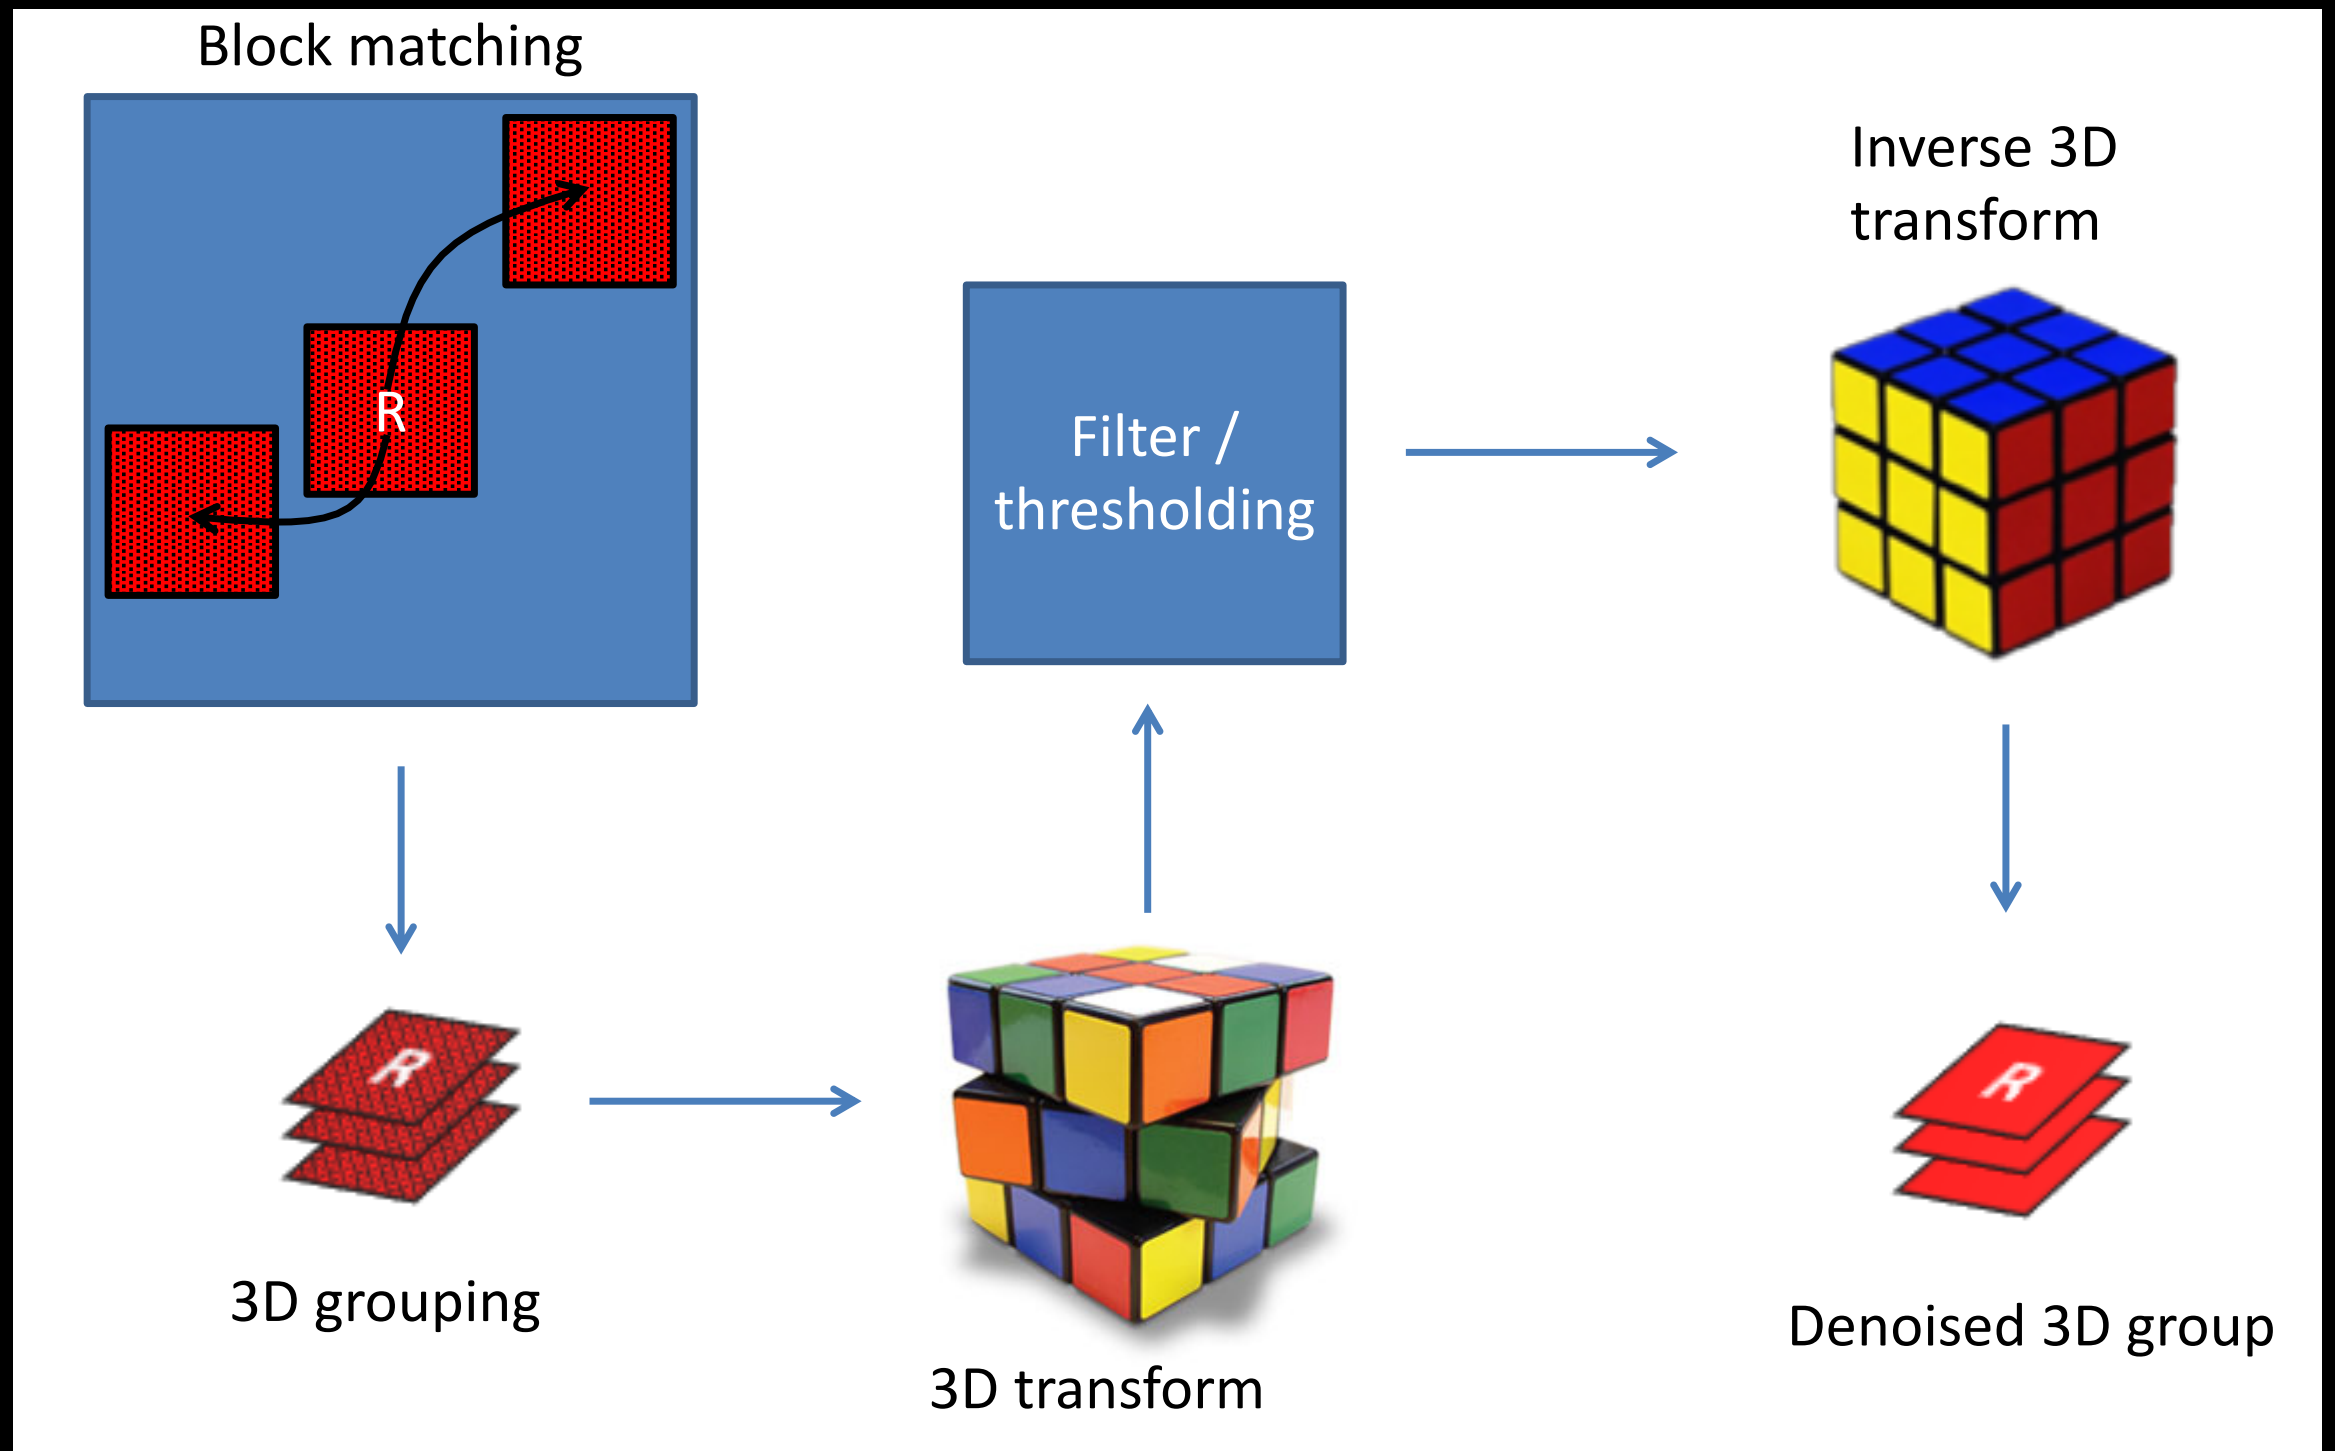 Block matching
R
R
3D grouping
3D transform
Filter /
thresholding
Inverse 3D
transform
R
Denoised 3D group